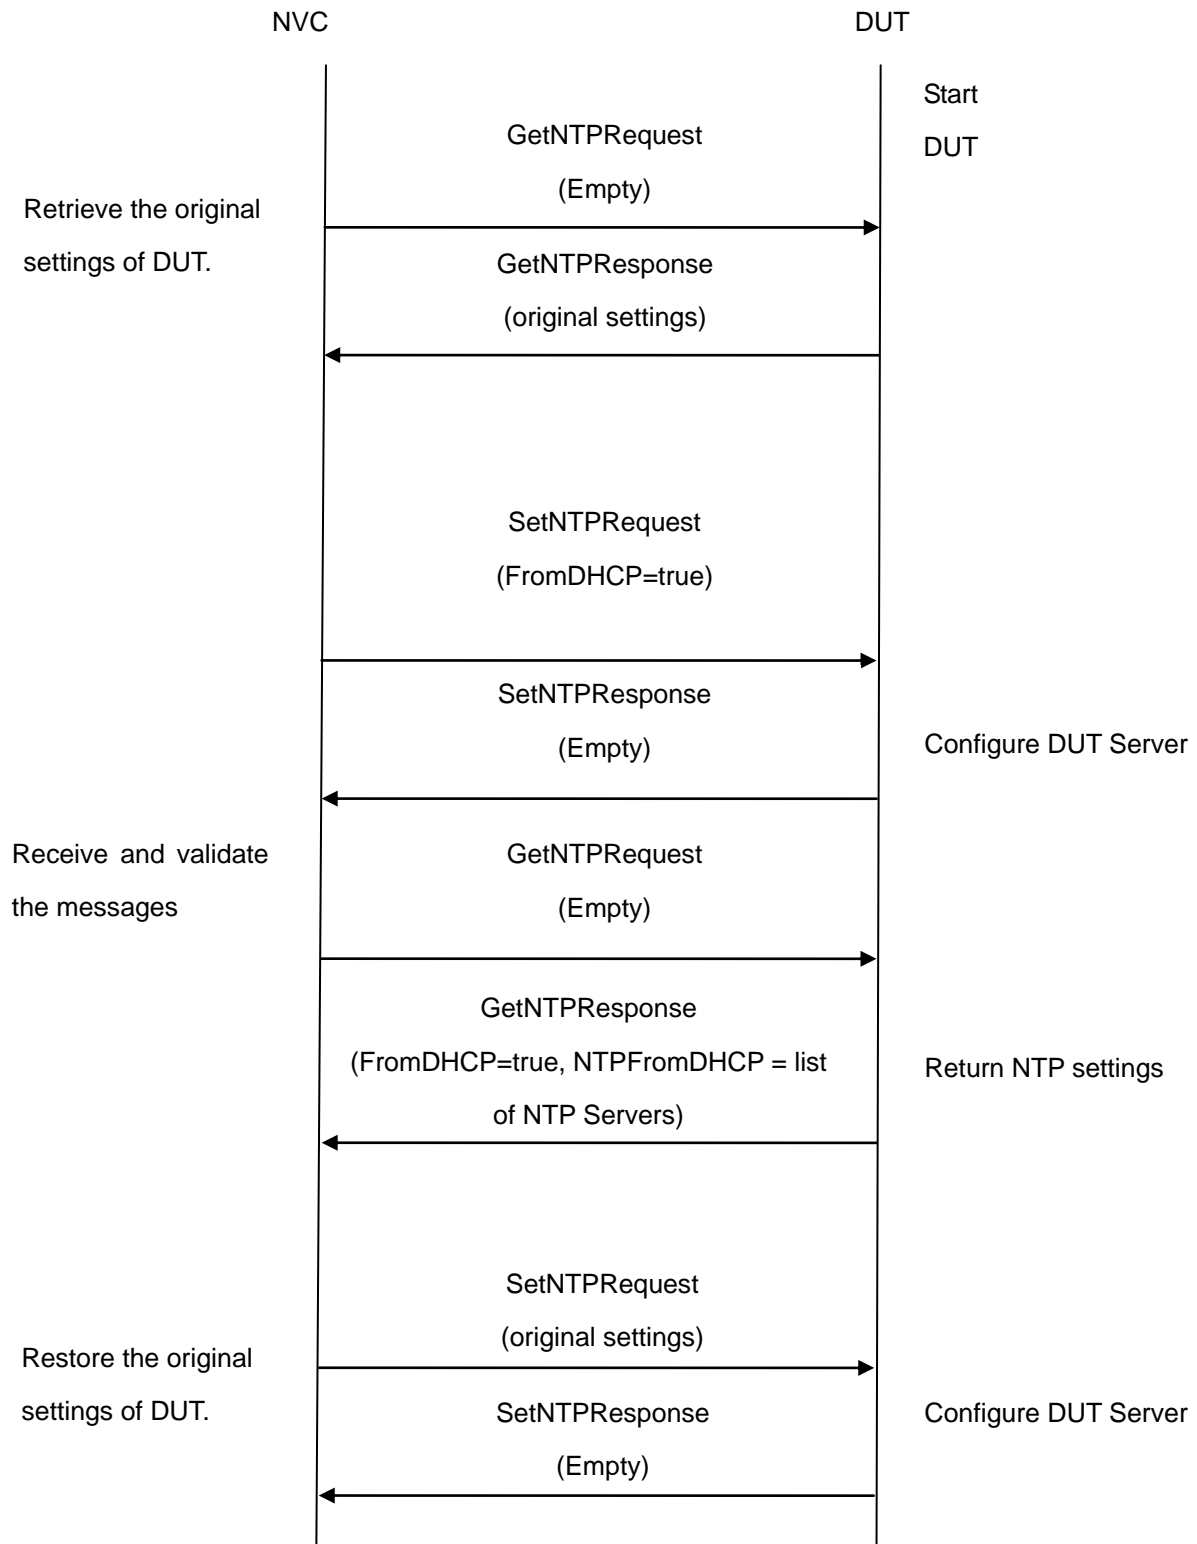 NVC
DUT
Start
DUT
GetNTPRequest
(Empty)
Retrieve the original
settings of DUT.
GetNTPResponse
(original settings)
SetNTPRequest
(FromDHCP=true)
SetNTPResponse
(Empty)
Configure DUT Server
Receive and validate
the messages
GetNTPRequest
(Empty)
GetNTPResponse
(FromDHCP=true, NTPFromDHCP = list
of NTP Servers)
Return NTP settings
SetNTPRequest
(original settings)
Restore the original
settings of DUT.
SetNTPResponse
(Empty)
Configure DUT Server